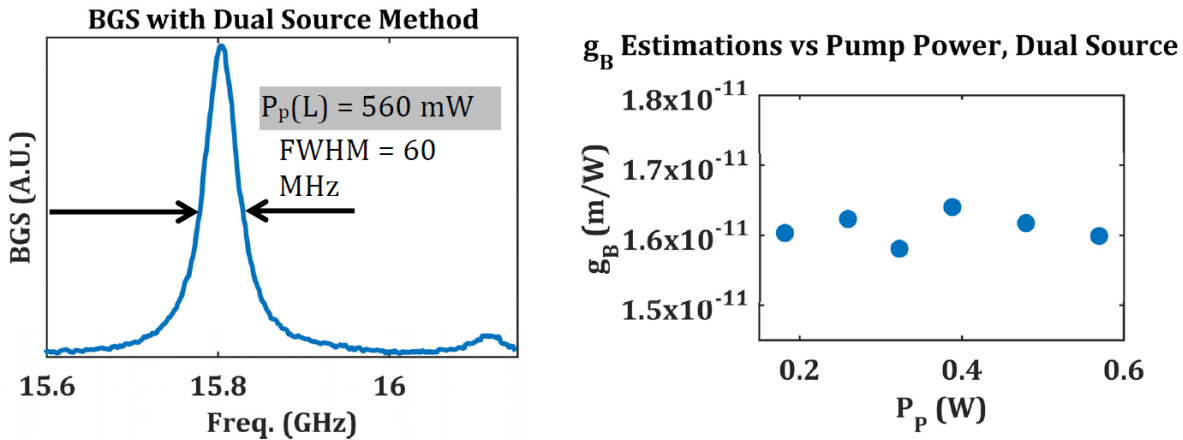 BGS with Dual Source Method
BGS (A.U.)
Pp(L) = 560 mW
FWHM = 60
MHz
15.6
15.8
16
Freq. (GHz)
gB Estimations vs Pump Power, Dual Source
gB (m/W)
1.8x10-11
1.7x10-11
1.6x10-11
1.5x10-11
0.2
0.4
0.6
PP (W)